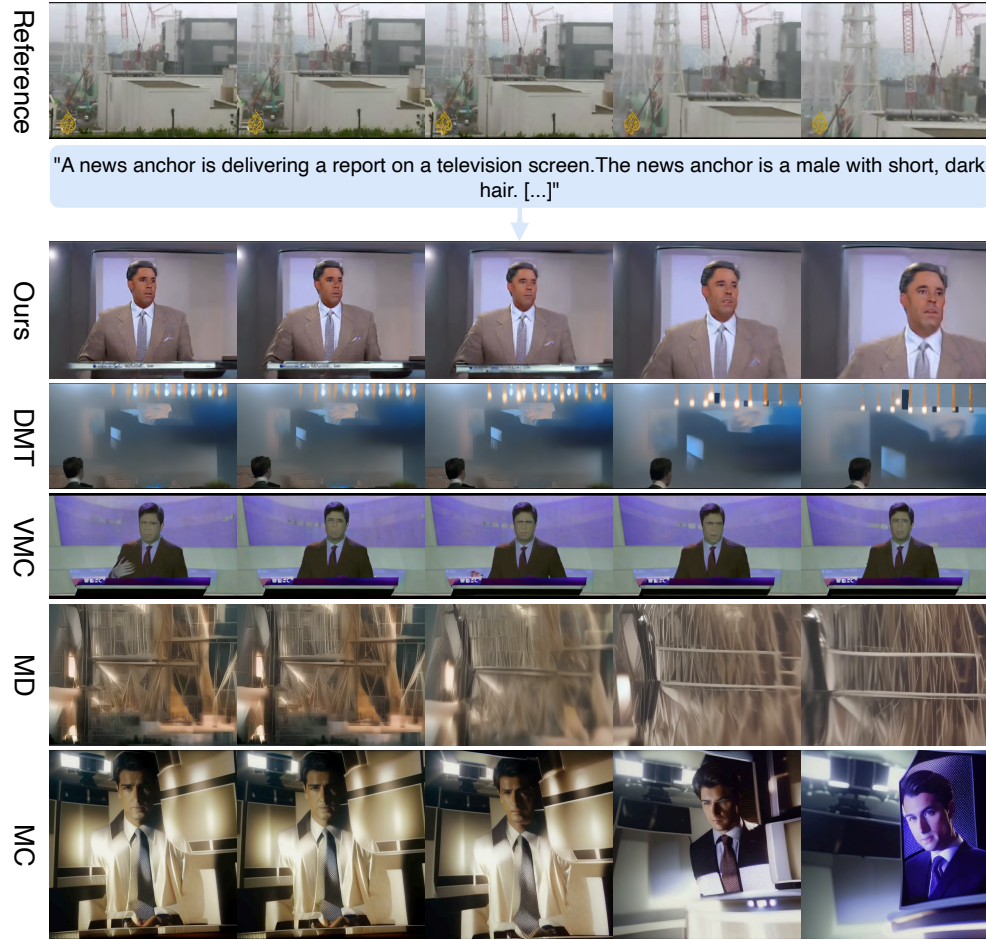 Reference
"A news anchor is delivering a report on a television screen.The news anchor is a male with short, dark
hair. [...]"
Ours
DMT
VMC
MD
MC